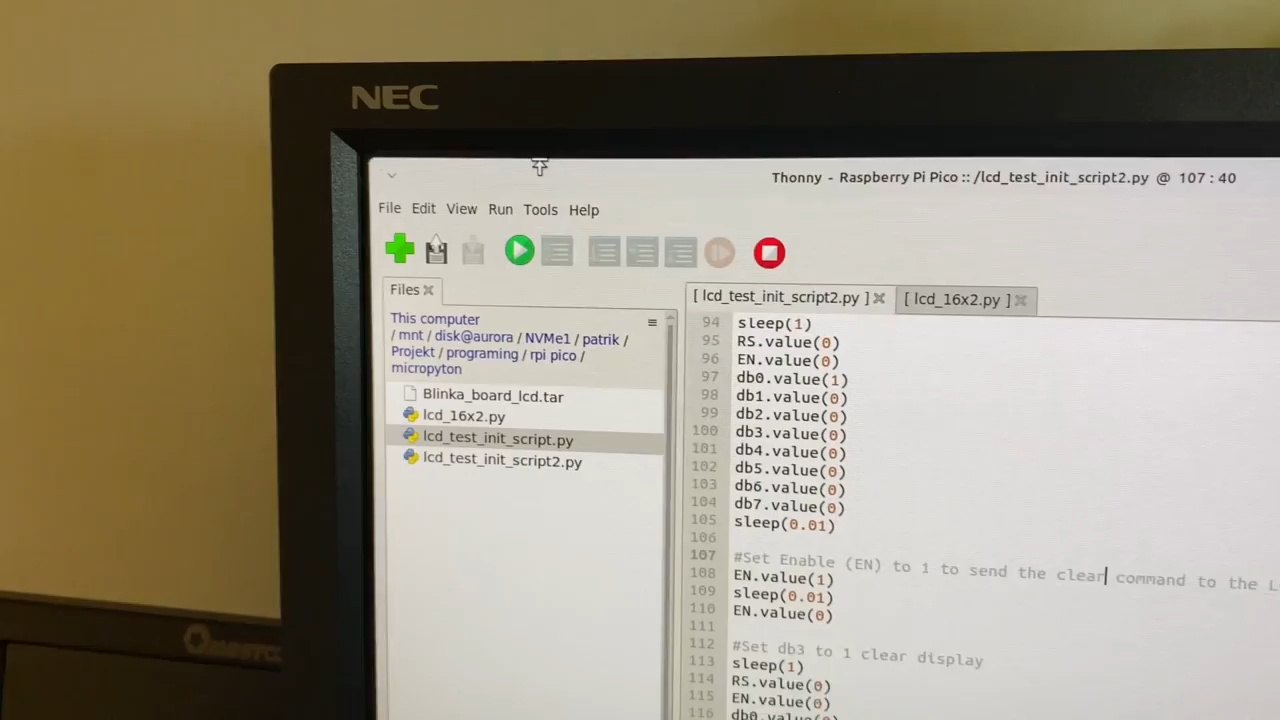 NEC
Thonny - Raspberry Pi Pico :: /lcd_test_init_script2.py @ 107 : 40
File Edit View Run Tools Help
Files
[ lcd_test_init_script2.py ] [ lcd_16x2.py ]
This computer
/ mnt / disk@aurora / NVMe1 / patrik /
Projekt / programing / rpi pico /
micropyton
Blinka_board_lcd.tar
lcd_16x2.py
lcd_test_init_script.py
lcd_test_init_script2.py
94 sleep(1)
95 RS.value(0)
96 EN.value(0)
97 db0.value(1)
98 db1.value(0)
99 db2.value(0)
100 db3.value(0)
101 db4.value(0)
102 db5.value(0)
103 db6.value(0)
104 db7.value(0)
105 sleep(0.01)
106
107 #Set Enable (EN) to 1 to send the clear command to the L
108 EN.value(1)
109 sleep(0.01)
110 EN.value(0)
111
112 #Set db3 to 1 clear display
113 sleep(1)
114 RS.value(0)
115 EN.value(0)
116 db0.value(0)